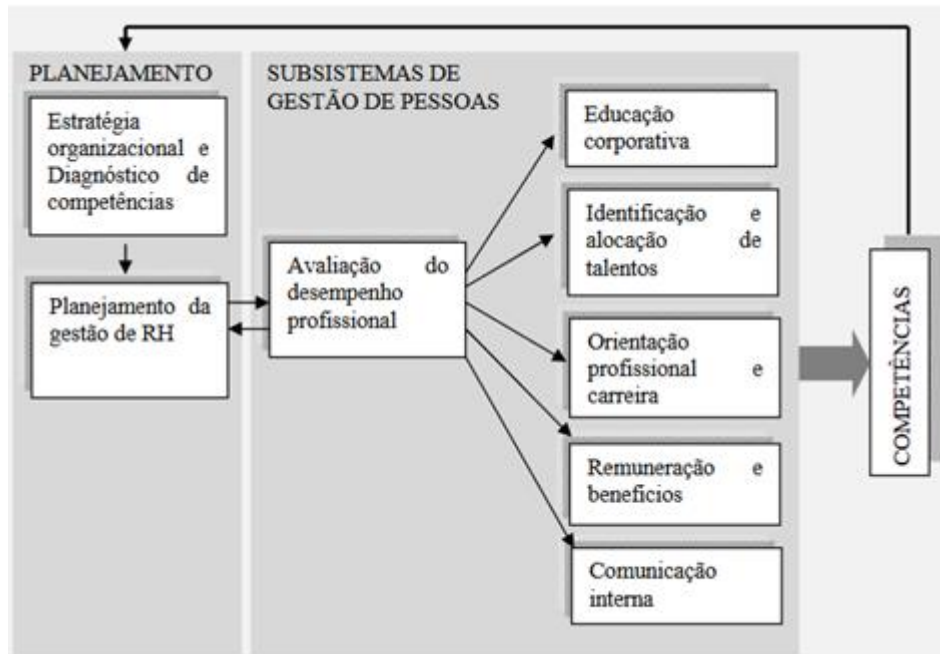 PLANEJAMENTO
Estratégia
organizacional e
Diagnóstico de
competências
Planejamento da
gestão de RH
SUBSISTEMAS DE
GESTÃO DE PESSOAS
Avaliação do
desempenho
profissional
Educação
corporativa
Identificação e
alocação de
talentos
Orientação
profissional e
carreira
Remuneração e
benefícios
Comunicação
interna
COMPETÊNCIAS